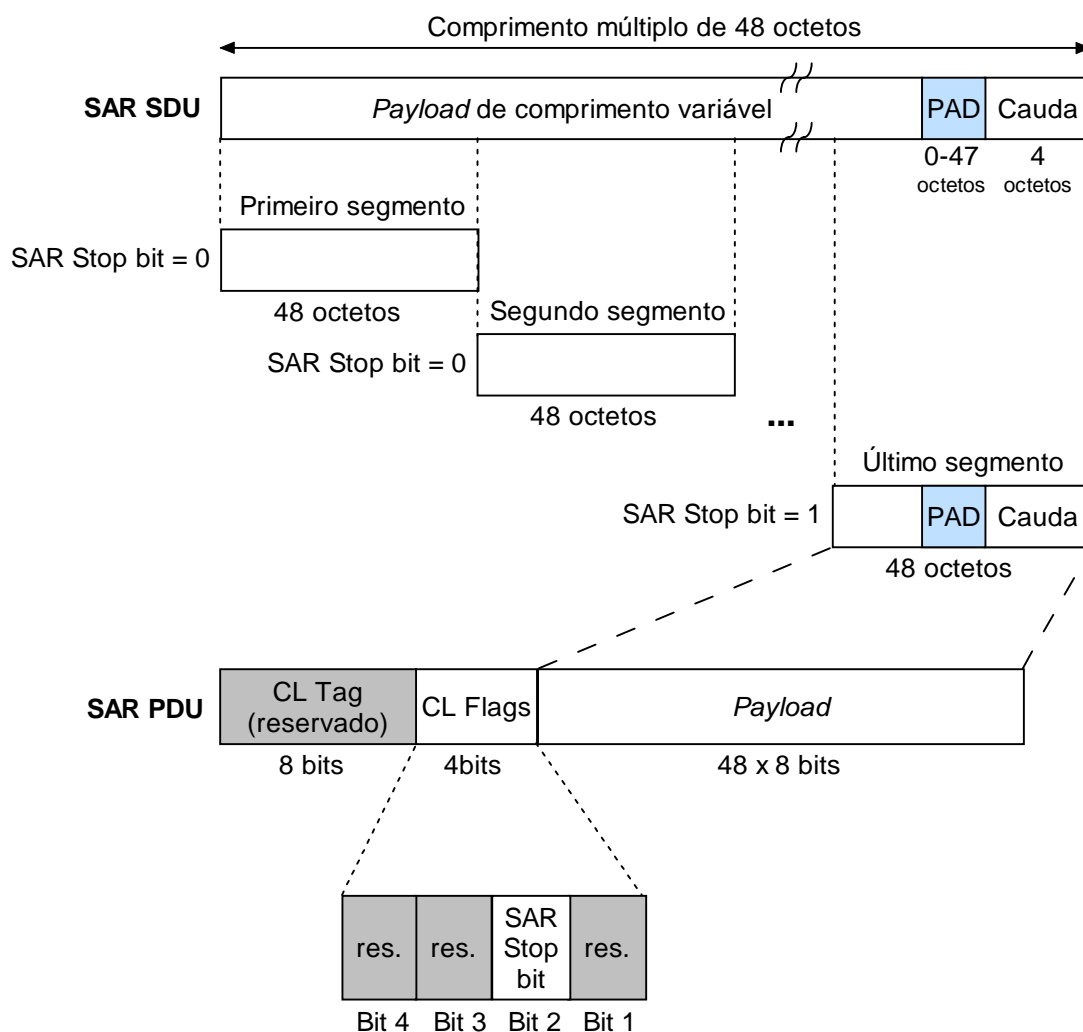 Comprimento múltiplo de 48 octetos
SAR SDU
Payload de comprimento variável
PAD
Cauda
0-47
octetos
4
octetos
Primeiro segmento
SAR Stop bit = 0
48 octetos
Segundo segmento
SAR Stop bit = 0
48 octetos
...
Último segmento
SAR Stop bit = 1
PAD
Cauda
48 octetos
SAR PDU
CL Tag
(reservado)
CL Flags
Payload
8 bits
4bits
48 x 8 bits
res.
res.
SAR
Stop
bit
res.
Bit 4
Bit 3
Bit 2
Bit 1